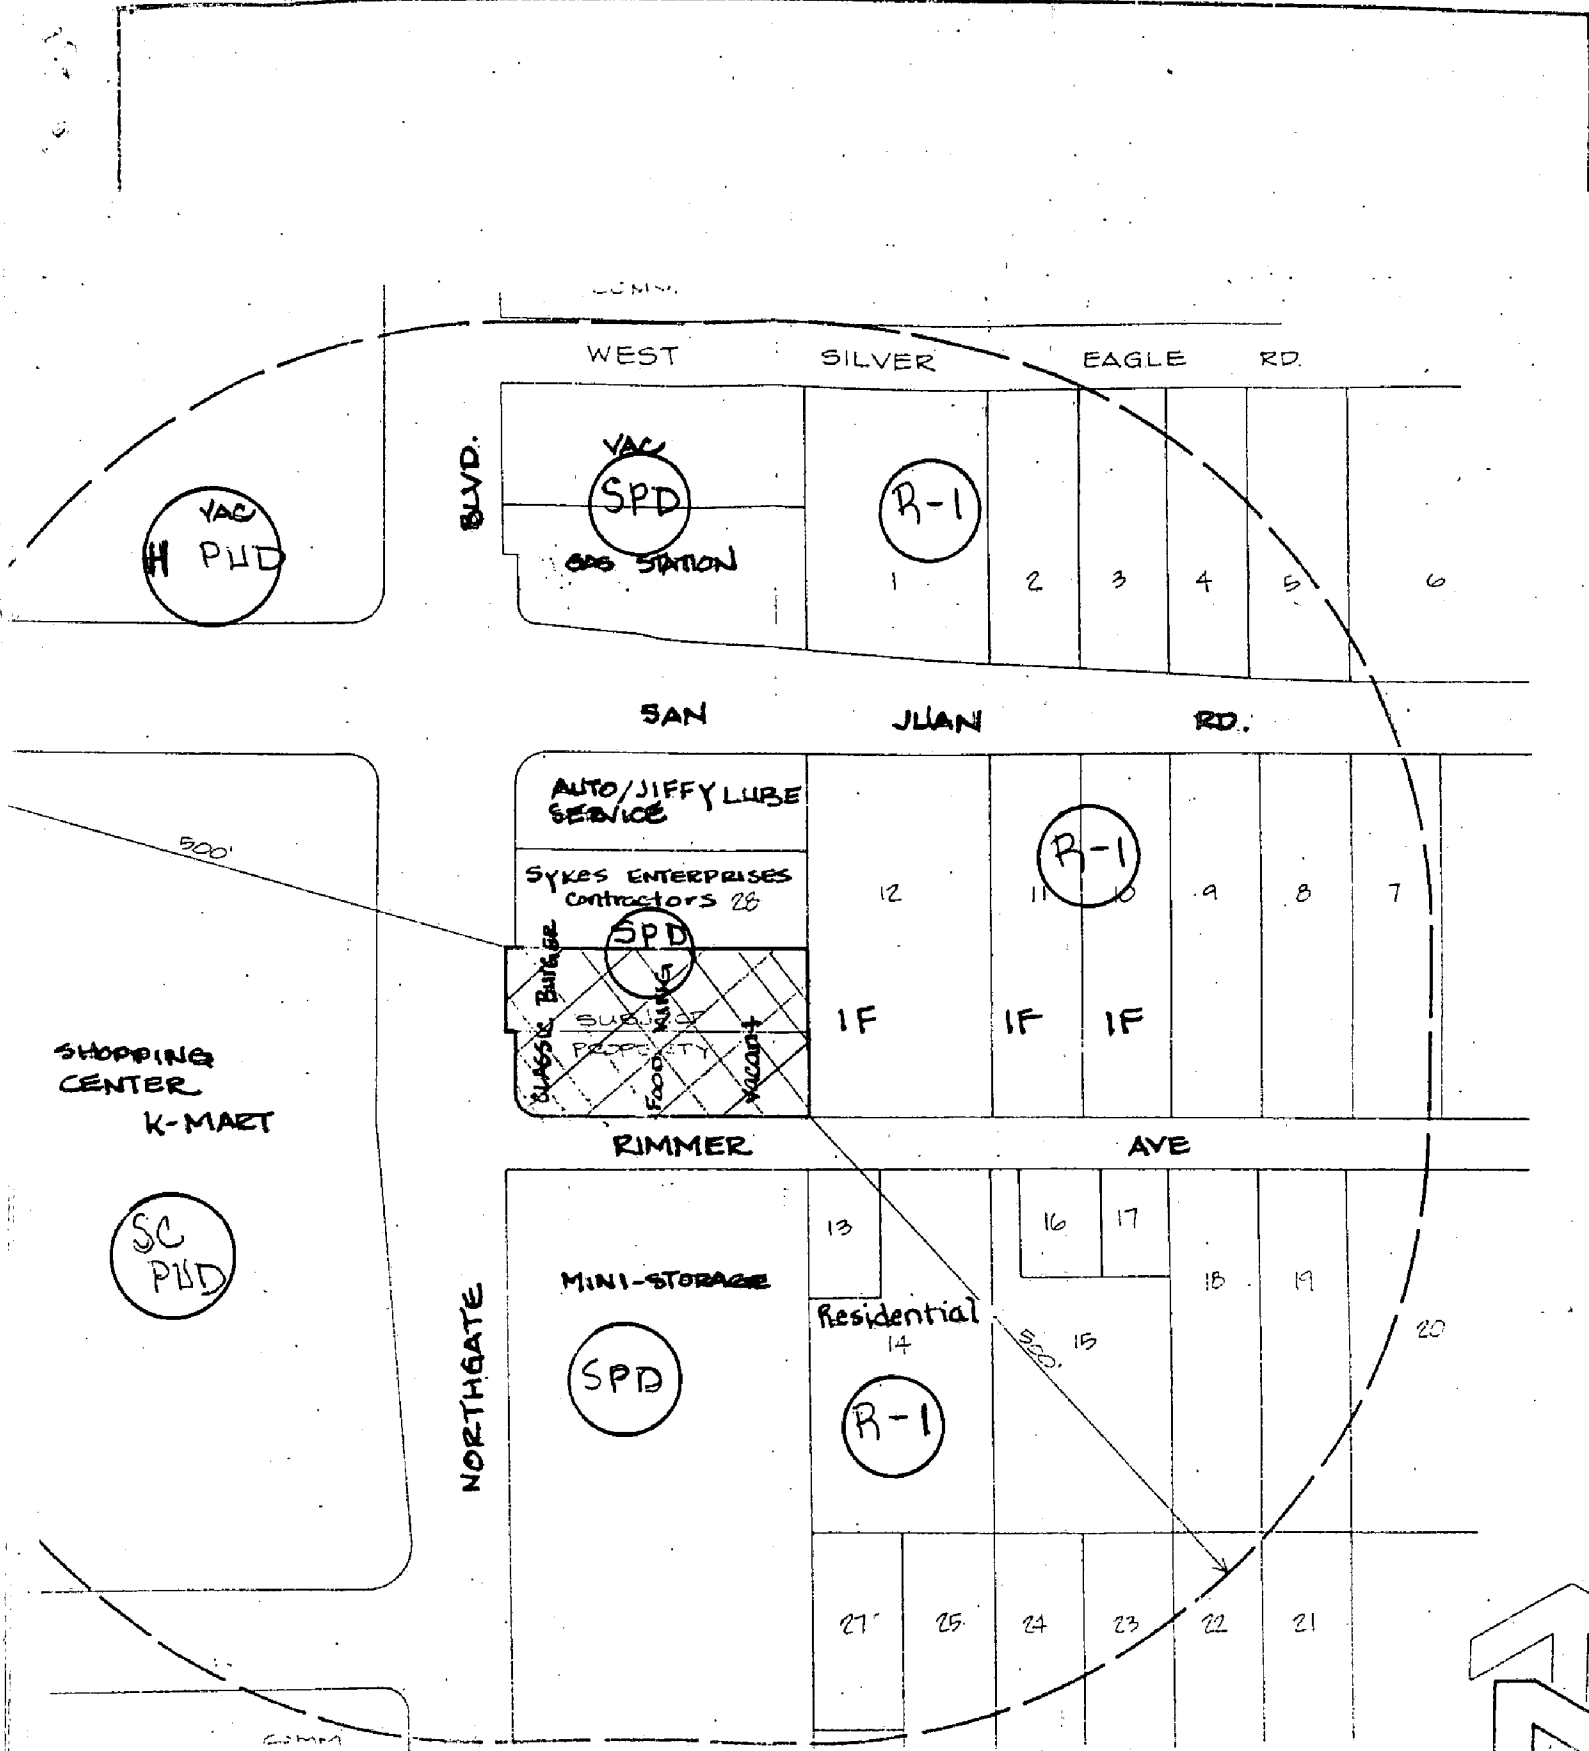 COMM.
WEST SILVER EAGLE RD.
BLVD.
VAC
SPD
GAS STATION
R-1
VAC
H PUD
1 2 3 4 5 6
SAN JUAN RD.
AUTO/JIFFY LUBE
SERVICE
500'
SYKES ENTERPRISES
Contractors 28
SPD
R-1
12 11 10 9 8 7
CLASSIC BURGER
FOOD KING
Vacant
SUBJECT
PROPERTY
1F 1F 1F
SHOPPING
CENTER
K-MART
RIMMER AVE
SC
PUD
NORTHGATE
MINI-STORAGE
SPD
13 16 17
18 19
Residential
14 15 20
500'
R-1
27 25 24 23 22 21
COMM